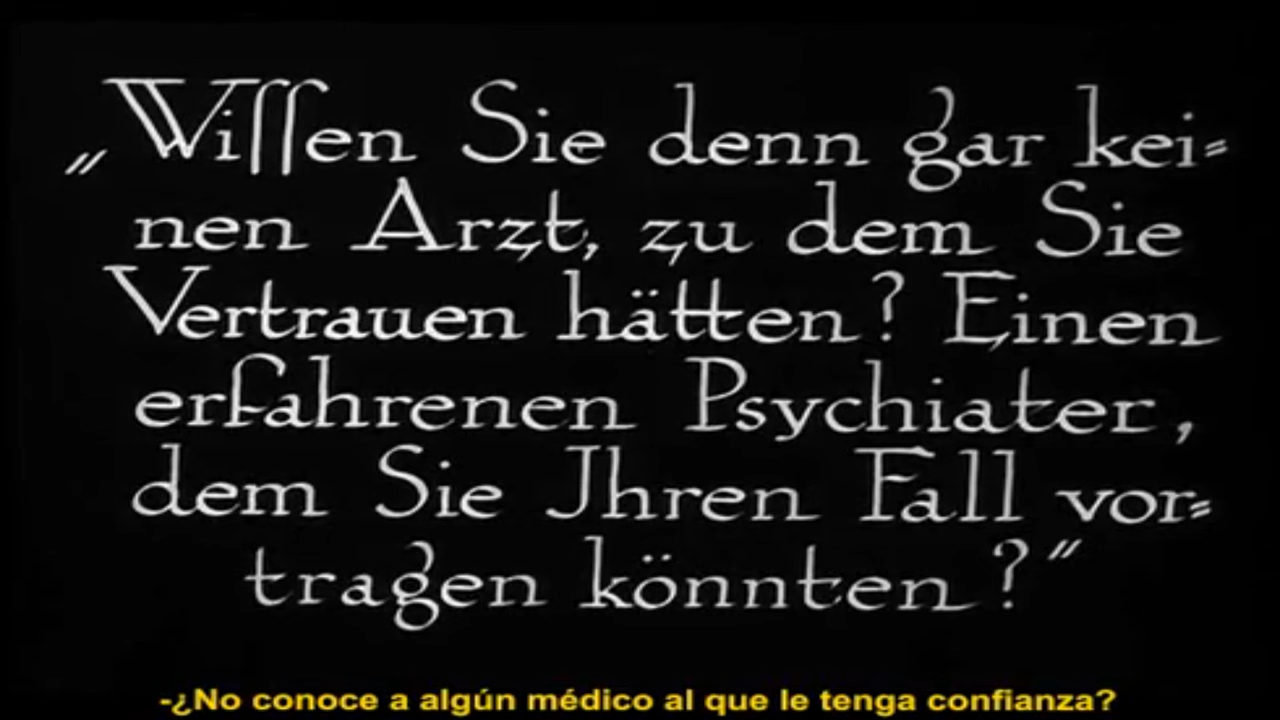 „Wiſſen Sie denn gar kei=
nen Arzt, zu dem Sie
Vertrauen hätten? Einen
erfahrenen Psychiater,
dem Sie Jhren Fall vor=
tragen könnten?"
-¿No conoce a algún médico al que le tenga confianza?